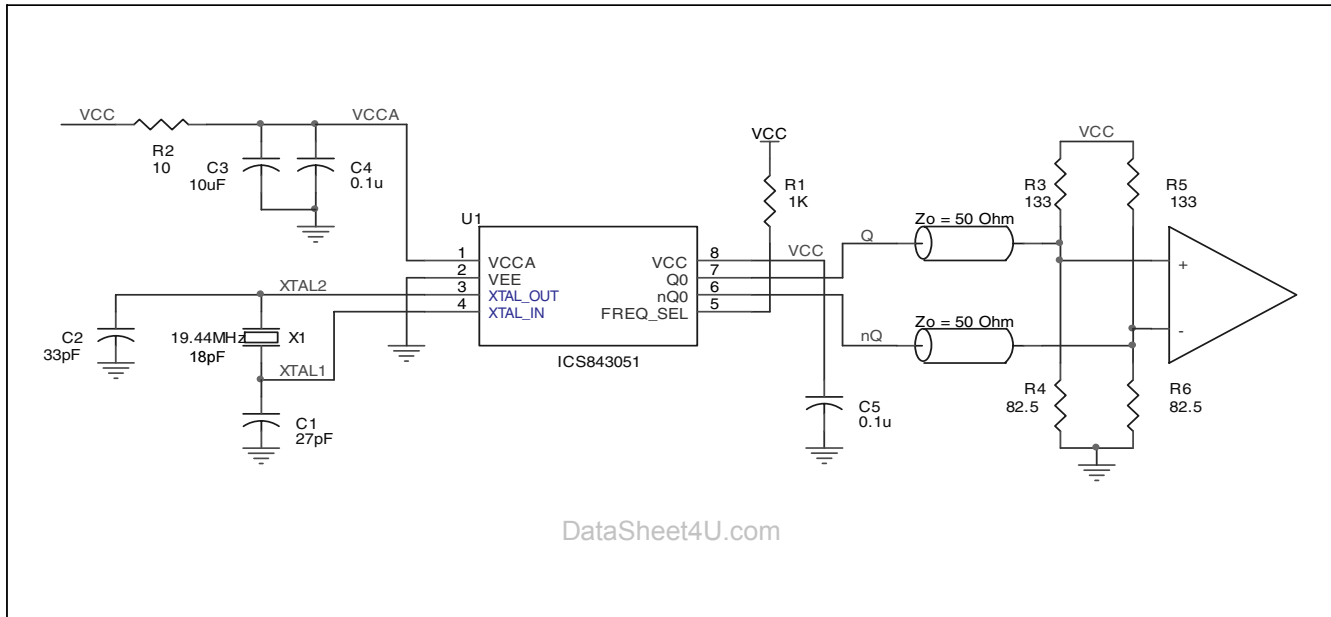 VCC
VCCA
R2
10
C3
10uF
C4
0.1u
VCC
R1
1K
VCC
R3
133
R5
133
U1
1
VCCA
2
VEE
3
XTAL_OUT
4
XTAL_IN
VCC
8
Q0
7
nQ0
6
FREQ_SEL
5
ICS843051
VCC
Q
Zo = 50 Ohm
nQ
Zo = 50 Ohm
+
-
XTAL2
C2
33pF
19.44MHz
X1
18pF
XTAL1
C1
27pF
C5
0.1u
R4
82.5
R6
82.5
DataSheet4U.com